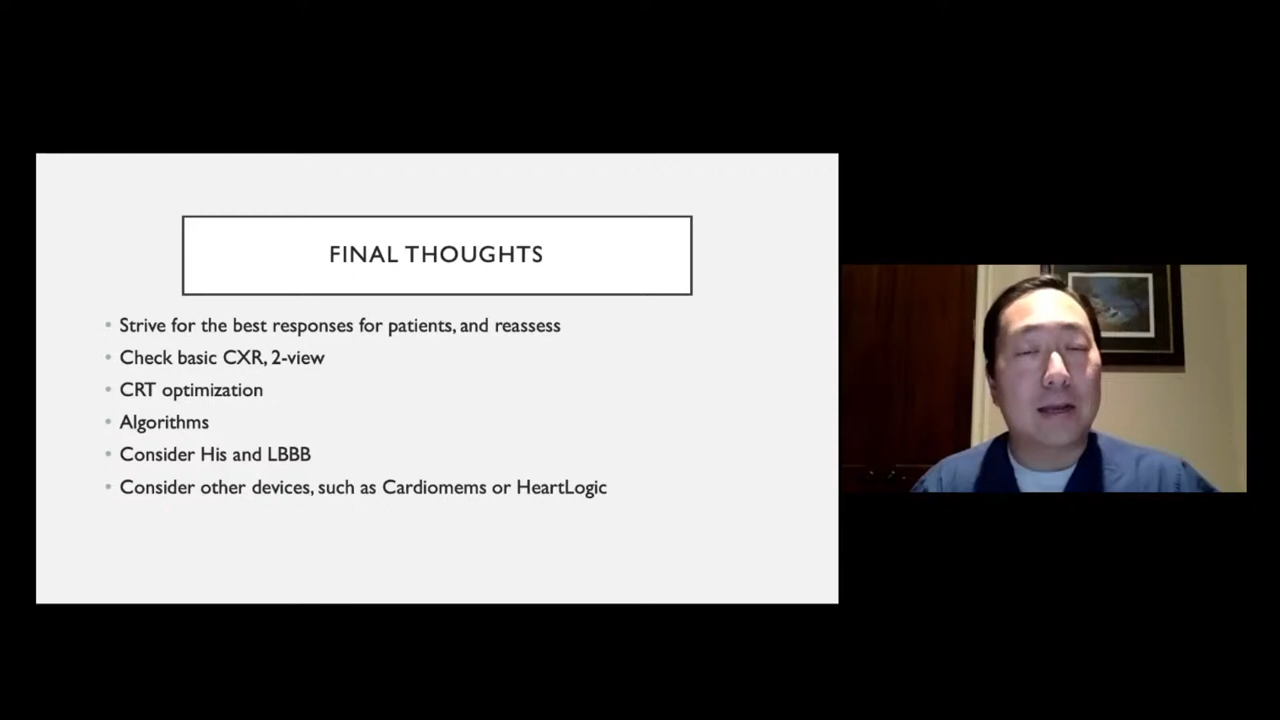 FINAL THOUGHTS
Strive for the best responses for patients, and reassess
Check basic CXR, 2-view
CRT optimization
Algorithms
Consider His and LBBB
Consider other devices, such as Cardiomems or HeartLogic